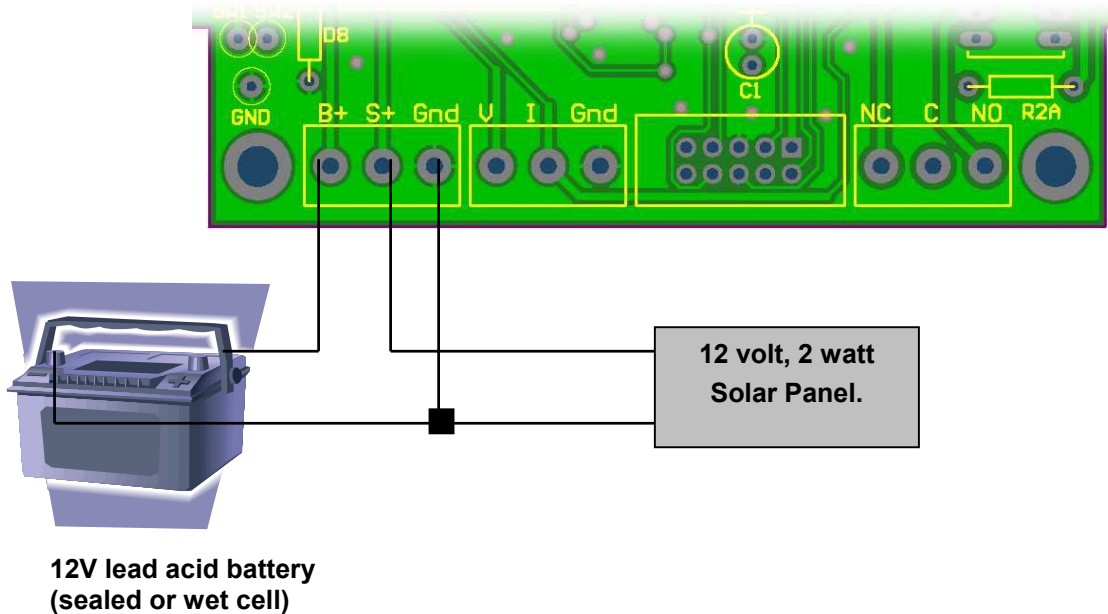 D8
C1
GND B+ S+ Gnd V I Gnd NC C NO R2A
12 volt, 2 watt
Solar Panel.
12V lead acid battery
(sealed or wet cell)